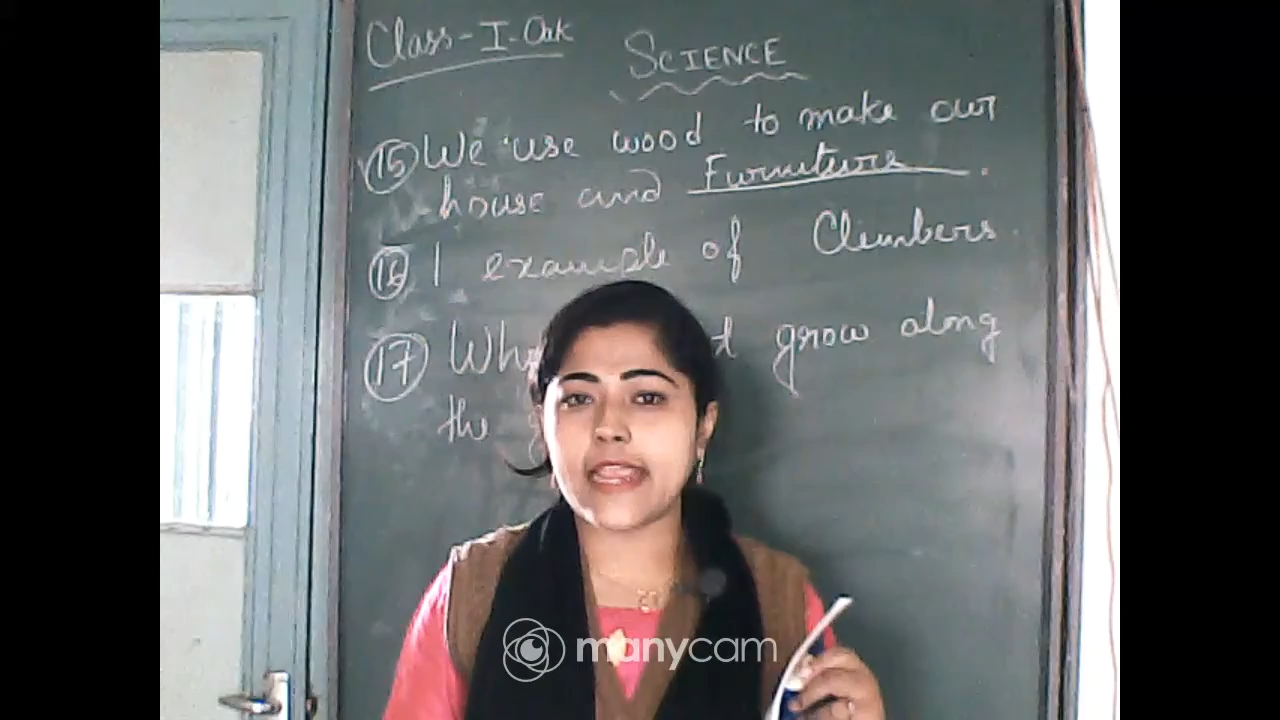 Class-I-Oak
SCIENCE
15 We use wood to make our
house and Furniture.
16 1 example of Climbers
17 grow along
the
manycam